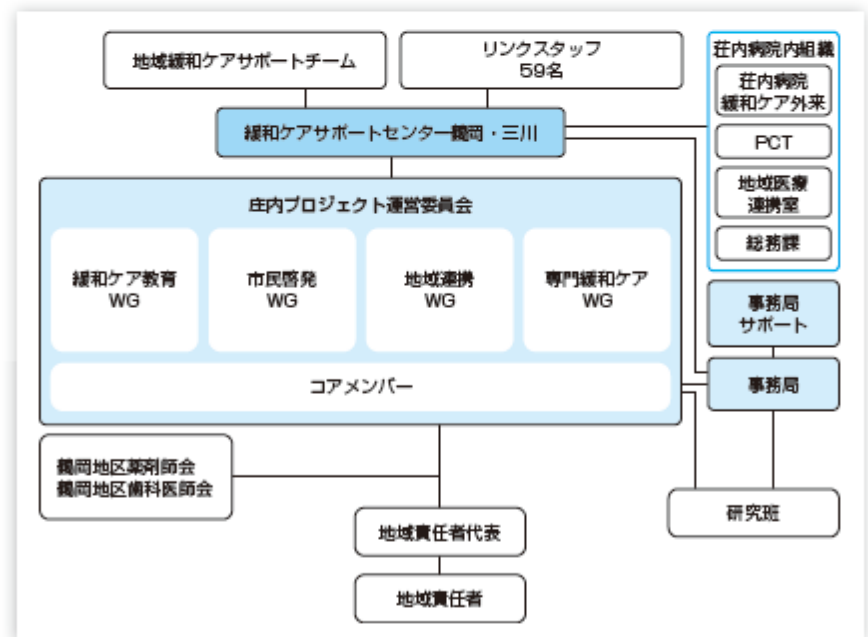 地域緩和ケアサポートチーム
リンクスタッフ
59名
荘内病院内組織
荘内病院
緩和ケア外来
PCT
地域医療
連携室
総務課
緩和ケアサポートセンター鶴岡・三川
庄内プロジェクト運営委員会
緩和ケア教育
WG
市民啓発
WG
地域連携
WG
専門緩和ケア
WG
コアメンバー
事務局
サポート
事務局
鶴岡地区薬剤師会
鶴岡地区歯科医師会
研究班
地域責任者代表
地域責任者